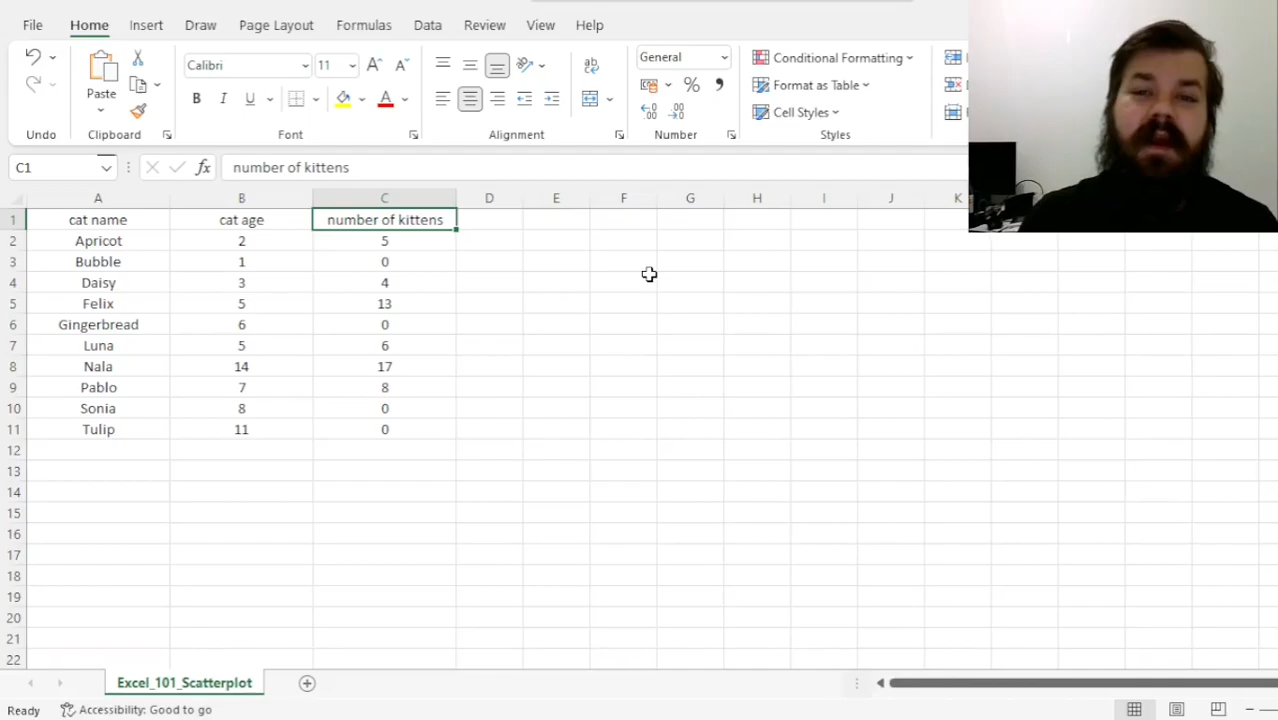 File Home Insert Draw Page Layout Formulas Data Review View Help
Calibri 11 General Conditional Formatting
Paste Format as Table
B I U A Cell Styles
Undo Clipboard Font Alignment Number Styles
C1 fx number of kittens
A B C D E F G H I J K
1 cat name cat age number of kittens
2 Apricot 2 5
3 Bubble 1 0
4 Daisy 3 4
5 Felix 5 13
6 Gingerbread 6 0
7 Luna 5 6
8 Nala 14 17
9 Pablo 7 8
10 Sonia 8 0
11 Tulip 11 0
12
13
14
15
16
17
18
19
20
21
22
Excel_101_Scatterplot
Ready Accessibility: Good to go